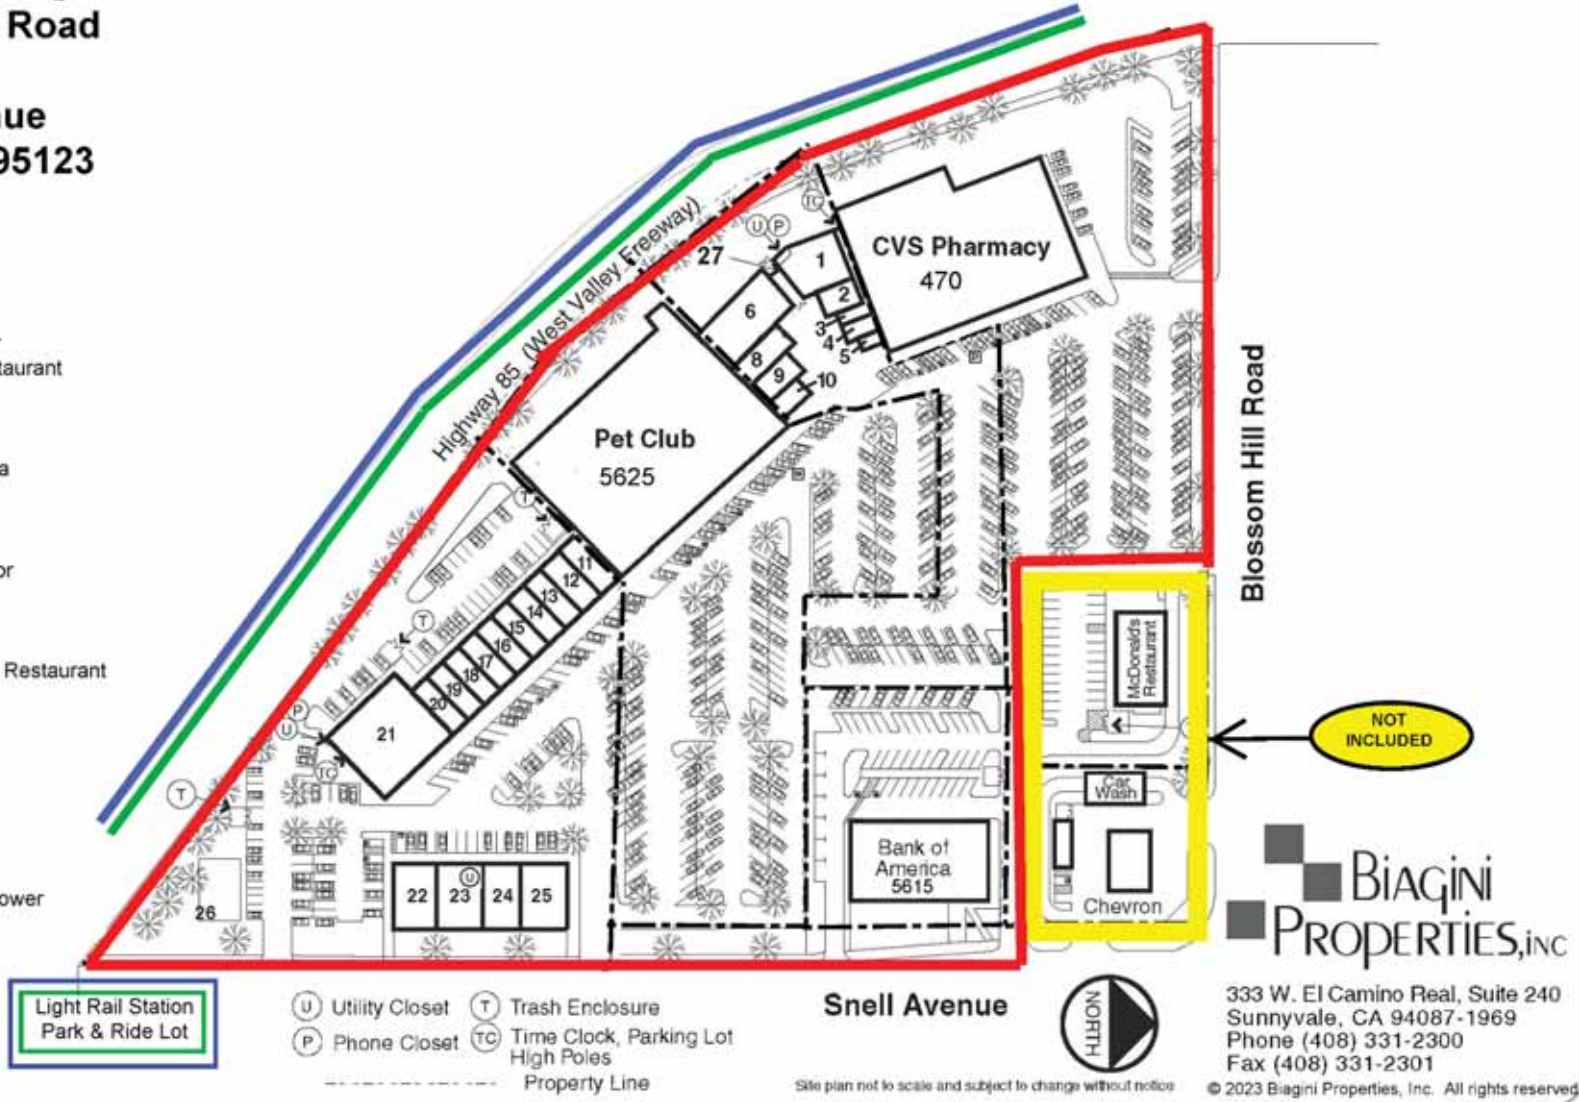 Road
ue
95123
taurant
a
or
Restaurant
ower
Highway 85 (West Valley Freeway)
27
U P
TC
CVS Pharmacy
470
1
2
3
4
5
6
8
9
10
Pet Club
5625
T
11
12
13
14
15
16
17
18
19
20
21
T
P
U
TC
T
22 23 24 25
U
26
Bank of
America
5615
Blossom Hill Road
McDonald's
Restaurant
Car
Wash
Chevron
NOT
INCLUDED
BIAGINI
PROPERTIES, INC
333 W. El Camino Real, Suite 240
Sunnyvale, CA 94087-1969
Phone (408) 331-2300
Fax (408) 331-2301
© 2023 Biagini Properties, Inc. All rights reserved
Snell Avenue
NORTH
Site plan not to scale and subject to change without notice
Light Rail Station
Park & Ride Lot
U Utility Closet
P Phone Closet
T Trash Enclosure
TC Time Clock, Parking Lot
High Poles
Property Line